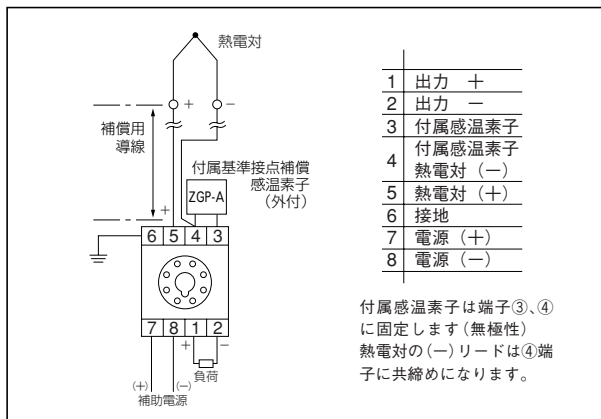 熱電対
+
−
補償用
導線
付属基準接点補償
感温素子
（外付）
ZGP-A
+
6 5 4 3
7 8 1 2
+
−
負荷
(+)
(−)
補助電源
1 出力 ＋
2 出力 －
3 付属感温素子
4 付属感温素子
熱電対（－）
5 熱電対（＋）
6 接地
7 電源（＋）
8 電源（－）
付属感温素子は端子③、④
に固定します（無極性）
熱電対の（－）リードは④端
子に共締めになります。